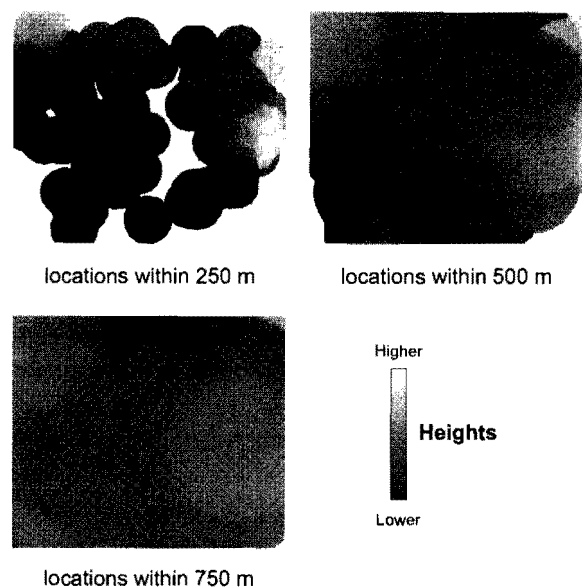 locations within 250 m
locations within 500 m
Higher
Heights
Lower
locations within 750 m